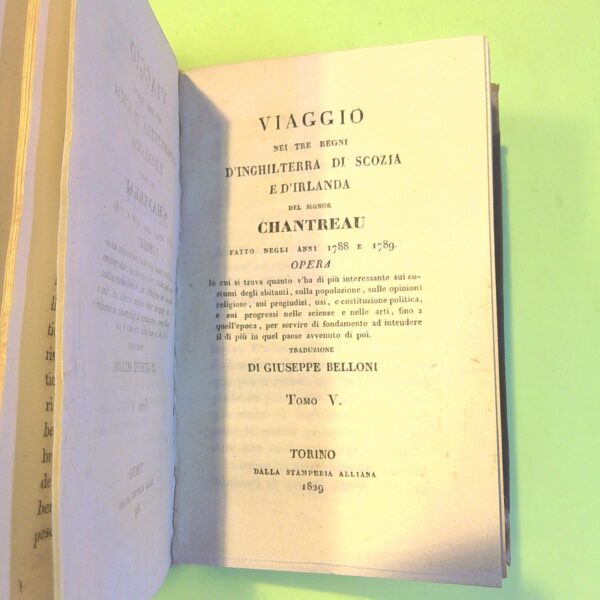 VIAGGIO
NEI TRE REGNI
D'INGHILTERRA DI SCOZIA
E D'IRLANDA
DEL SIGNOR
CHANTREAU
FATTO NEGLI ANNI 1788 E 1789.
OPERA
In cui si trova quanto v'ha di più interessante sui co-
stumi degli abitanti, sulla popolazione, sulle opinioni
religiose, sui pregiudizi, usi, e costituzione politica,
e sui progressi nelle scienze e nelle arti, fino a
quell'epoca, per servire di fondamento ad intendere
il di più in quel paese avvenuto di poi.
TRADUZIONE
DI GIUSEPPE BELLONI
TOMO V.
TORINO
DALLA STAMPERIA ALLIANA
1829